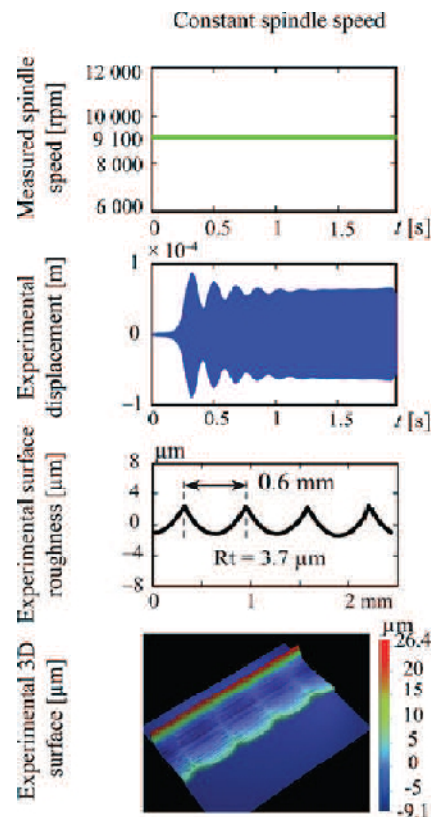 Constant spindle speed
Measured spindle speed [rpm]
12 000
10 000
9 100
8 000
6 000
0 0.5 1 1.5 t [s]
Experimental displacement [m]
× 10⁻⁴
1
0
−1
0 0.5 1 1.5 t [s]
Experimental surface roughness [µm]
µm
8
4
0
−4
−8
0.6 mm
Rt = 3.7 µm
0 1 2 mm
Experimental 3D surface [µm]
µm
26.4
20
15
10
5
0
-5
-9.1